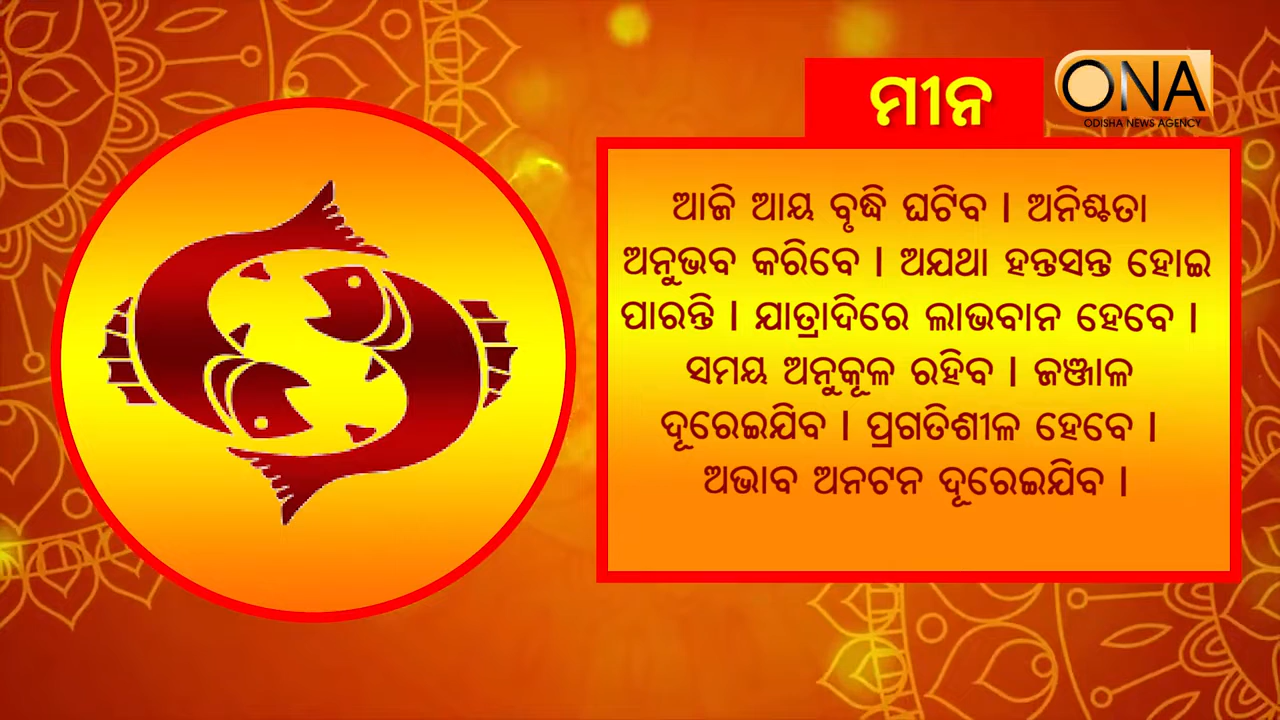 ମୀନ
ONA
ODISHA NEWS AGENCY
ଆଜି ଆୟ ବୃଦ୍ଧି ଘଟିବ । ଅନିଶ୍ଚତା
ଅନୁଭବ କରିବେ । ଅଯଥା ହନ୍ତସନ୍ତ ହୋଇ
ପାରନ୍ତି । ଯାତ୍ରାଦିରେ ଲାଭବାନ ହେବେ ।
ସମୟ ଅନୁକୂଳ ରହିବ । ଜଞ୍ଜାଳ
ଦୂରେଇଯିବ । ପ୍ରଗତିଶୀଳ ହେବେ ।
ଅଭାବ ଅନଟନ ଦୂରେଇଯିବ ।